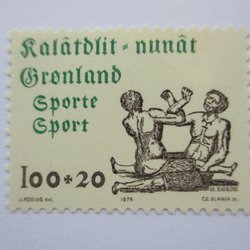 Kalâtdlit - nunât
Grønland
Sporte
Sport
H. EGEDE
100+20
J. ROSING del. 1976 CZ. SLANIA sc.